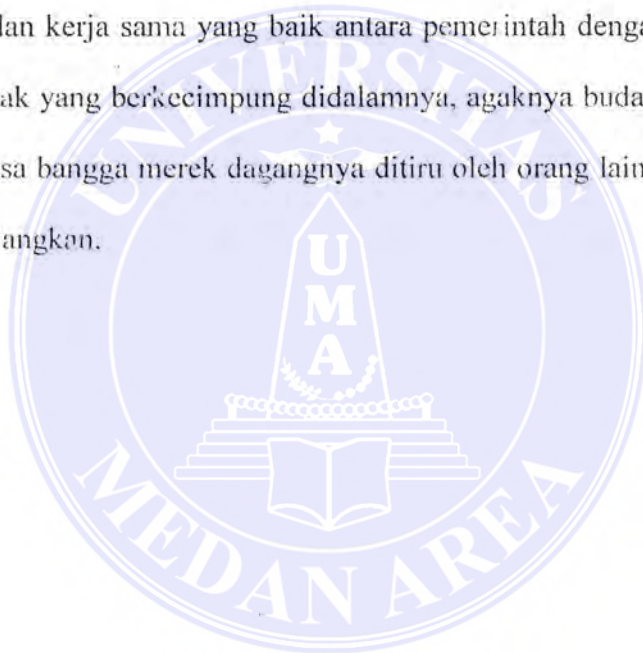 dan kerja sama yang baik antara pemerintah denga
ak yang berkecimpung didalamnya, agaknya buda
sa bangga merek dagangnya ditiru oleh orang lain
angkan.
UNIVERSITAS
UMA
MEDAN AREA